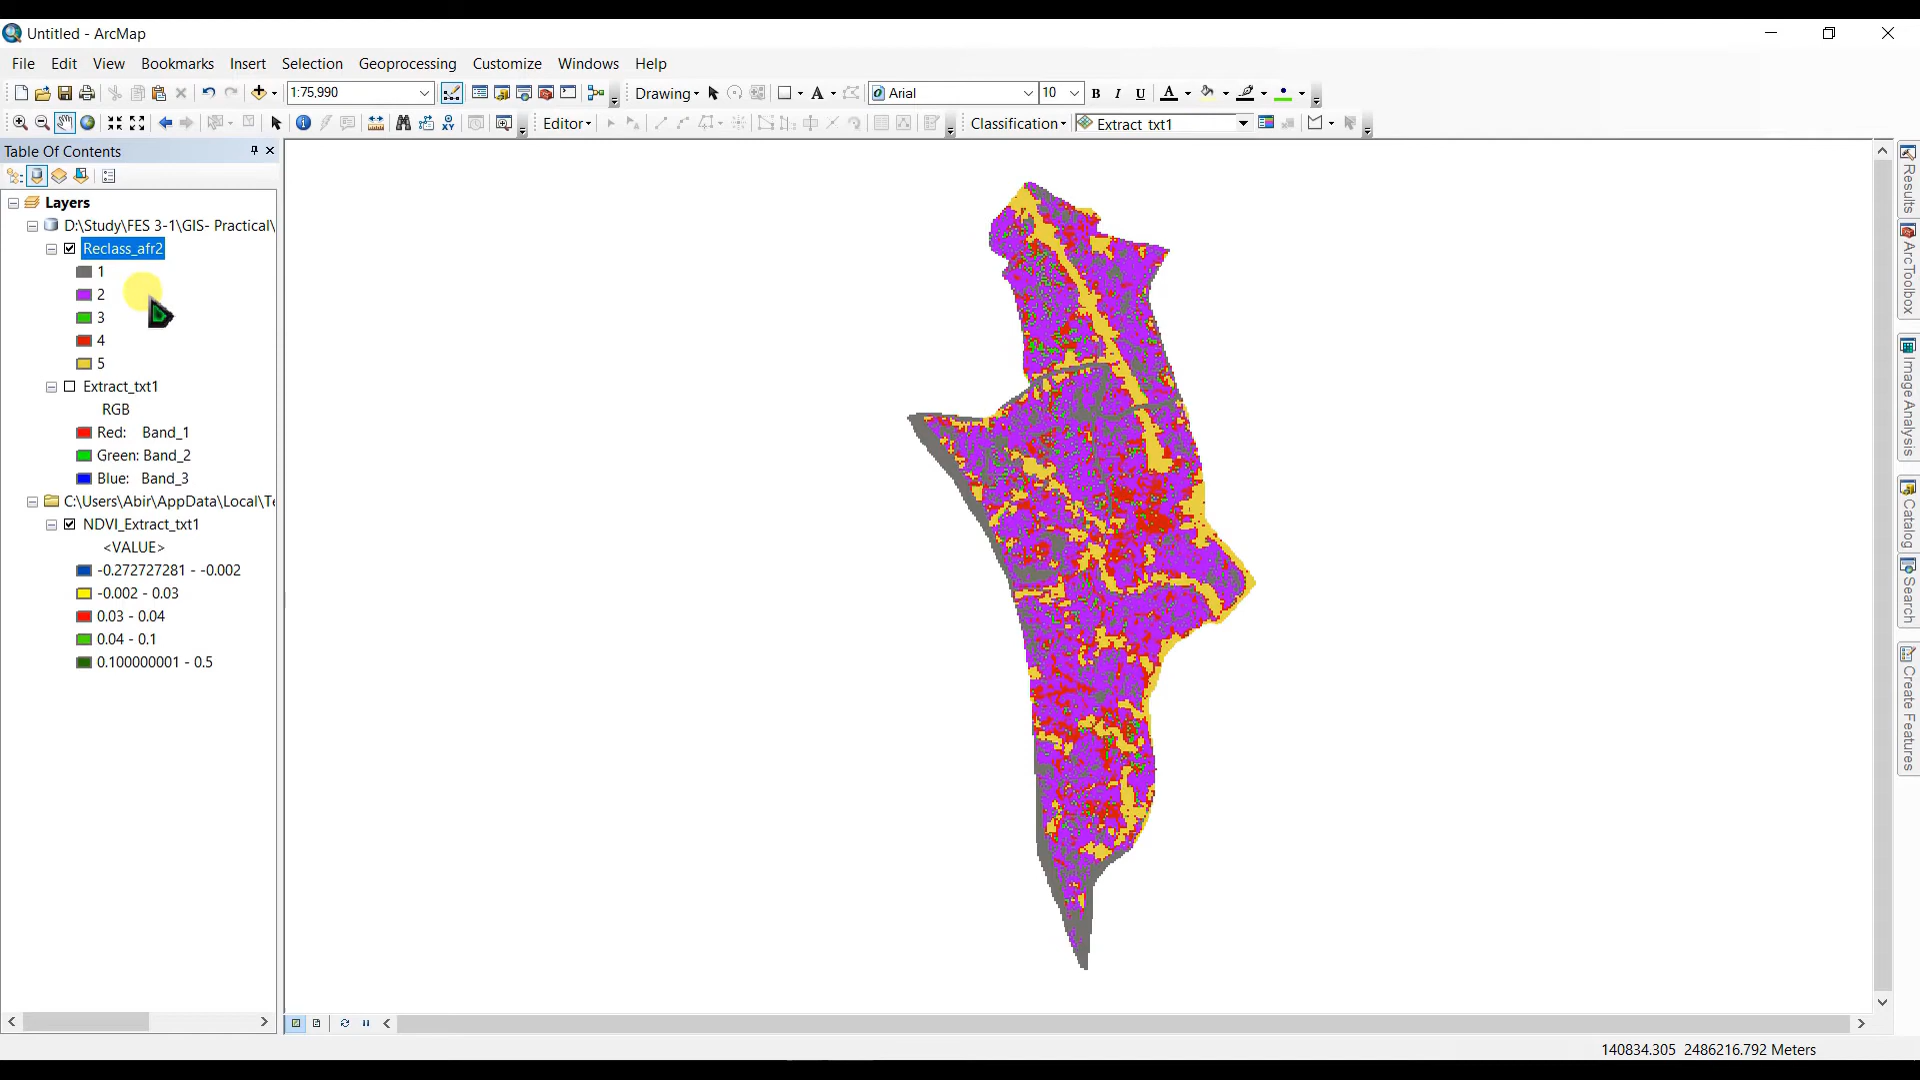 Untitled - ArcMap
File Edit View Bookmarks Insert Selection Geoprocessing Customize Windows Help
1:75,990 Drawing Arial 10 B I U A
Editor Classification Extract_txt1
Table Of Contents
Layers
D:\Study\FES 3-1\GIS- Practical\
Reclass_afr2
1
2
3
4
5
Extract_txt1
RGB
Red: Band_1
Green: Band_2
Blue: Band_3
C:\Users\Abir\AppData\Local\Te
NDVI_Extract_txt1
<VALUE>
-0.272727281 - -0.002
-0.002 - 0.03
0.03 - 0.04
0.04 - 0.1
0.100000001 - 0.5
Results
ArcToolbox
Image Analysis
Catalog
Search
Create Features
140834.305 2486216.792 Meters